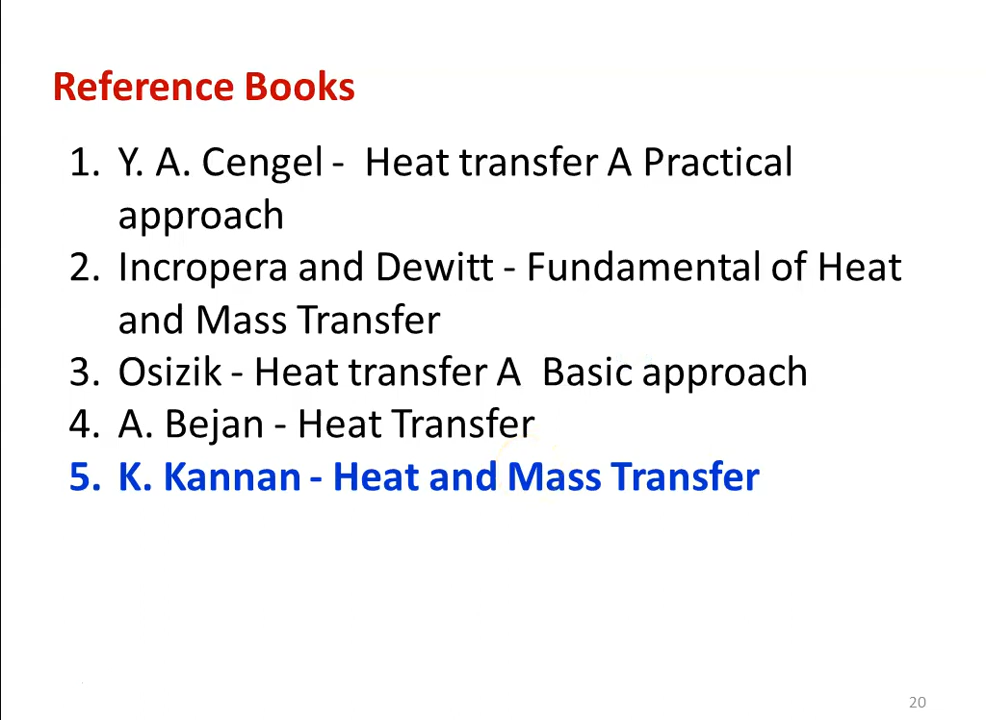 Reference Books
1. Y. A. Cengel - Heat transfer A Practical
approach
2. Incropera and Dewitt - Fundamental of Heat
and Mass Transfer
3. Osizik - Heat transfer A Basic approach
4. A. Bejan - Heat Transfer
5. K. Kannan - Heat and Mass Transfer
20